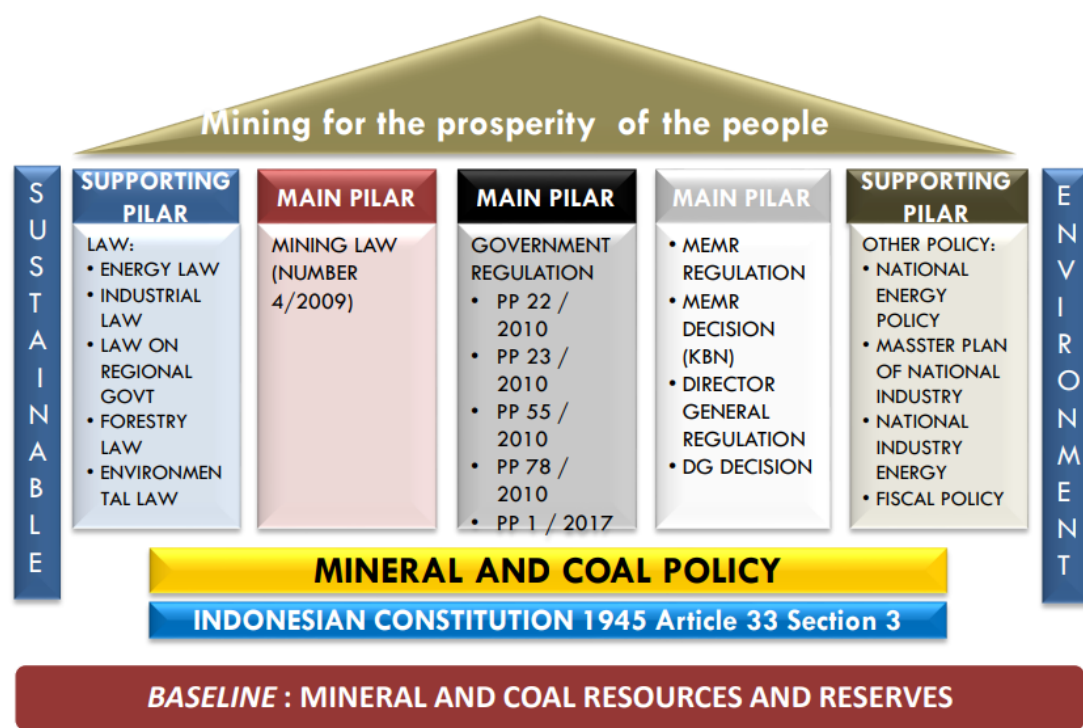 Mining for the prosperity of the people
SUSTAINABLE
SUPPORTING
PILAR
LAW:
• ENERGY LAW
• INDUSTRIAL
LAW
• LAW ON
REGIONAL
GOVT
• FORESTRY
LAW
• ENVIRONMEN
TAL LAW
MAIN PILAR
MINING LAW
(NUMBER
4/2009)
MAIN PILAR
GOVERNMENT
REGULATION
• PP 22 /
2010
• PP 23 /
2010
• PP 55 /
2010
• PP 78 /
2010
• PP 1 / 2017
MAIN PILAR
• MEMR
REGULATION
• MEMR
DECISION
(KBN)
• DIRECTOR
GENERAL
REGULATION
• DG DECISION
SUPPORTING
PILAR
OTHER POLICY:
• NATIONAL
ENERGY
POLICY
• MASSTER PLAN
OF NATIONAL
INDUSTRY
• NATIONAL
INDUSTRY
ENERGY
• FISCAL POLICY
ENVIRONMENT
MINERAL AND COAL POLICY
INDONESIAN CONSTITUTION 1945 Article 33 Section 3
BASELINE : MINERAL AND COAL RESOURCES AND RESERVES